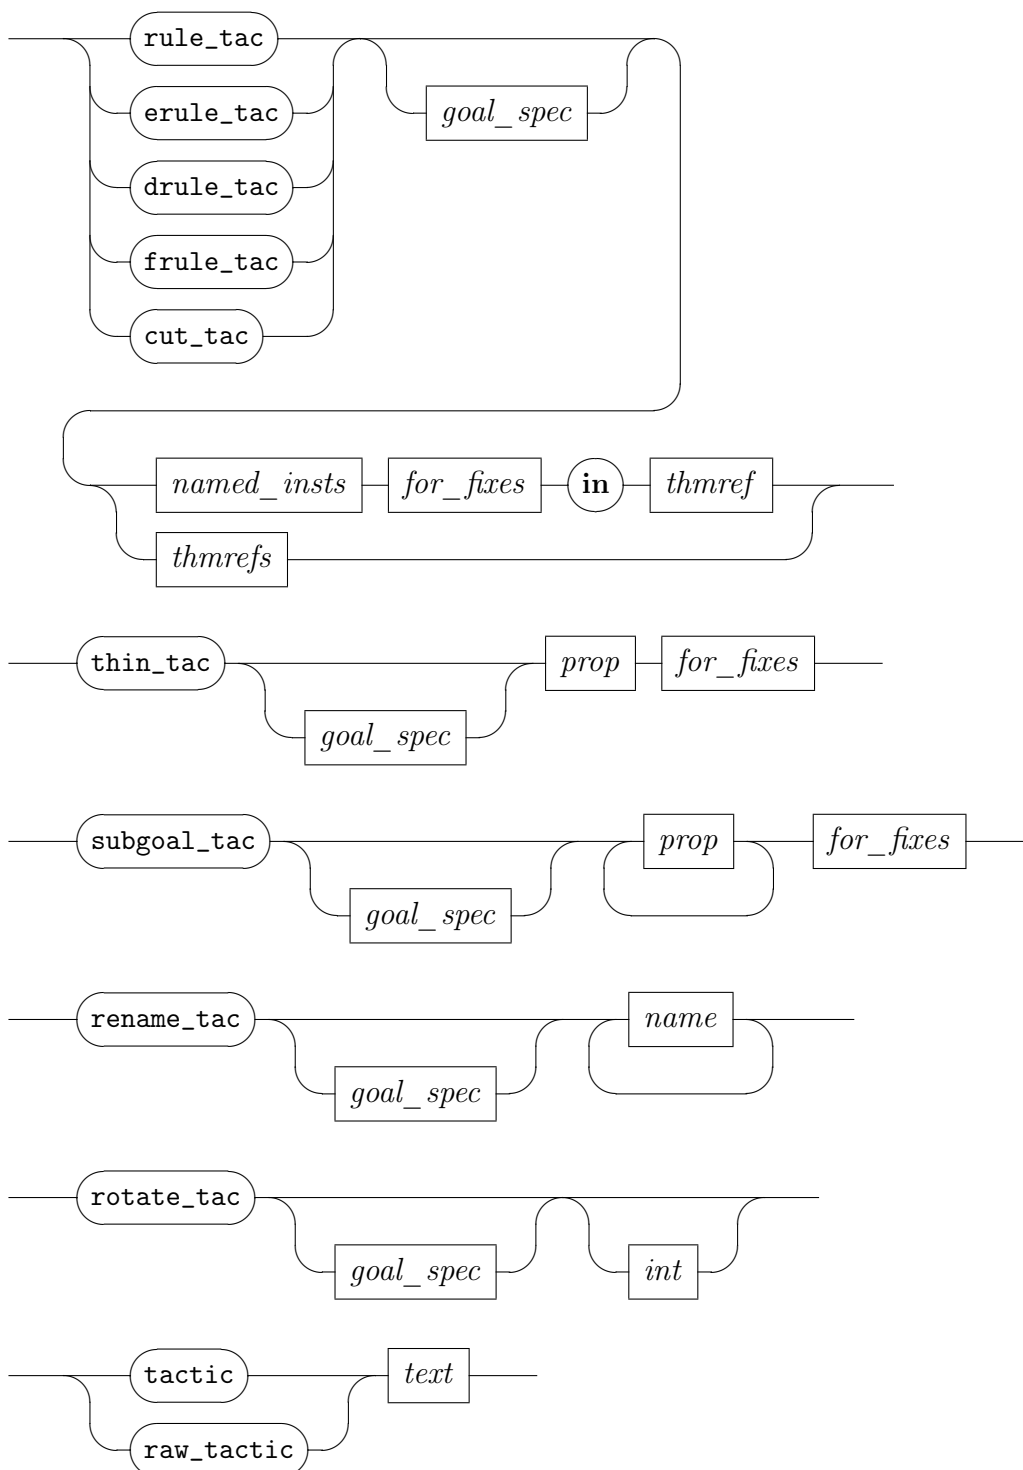 rule_tac
erule_tac goal_spec
drule_tac
frule_tac
cut_tac
named_insts for_fixes in thmref
thmrefs
thin_tac prop for_fixes
goal_spec
subgoal_tac prop for_fixes
goal_spec
rename_tac name
goal_spec
rotate_tac
goal_spec int
tactic text
raw_tactic